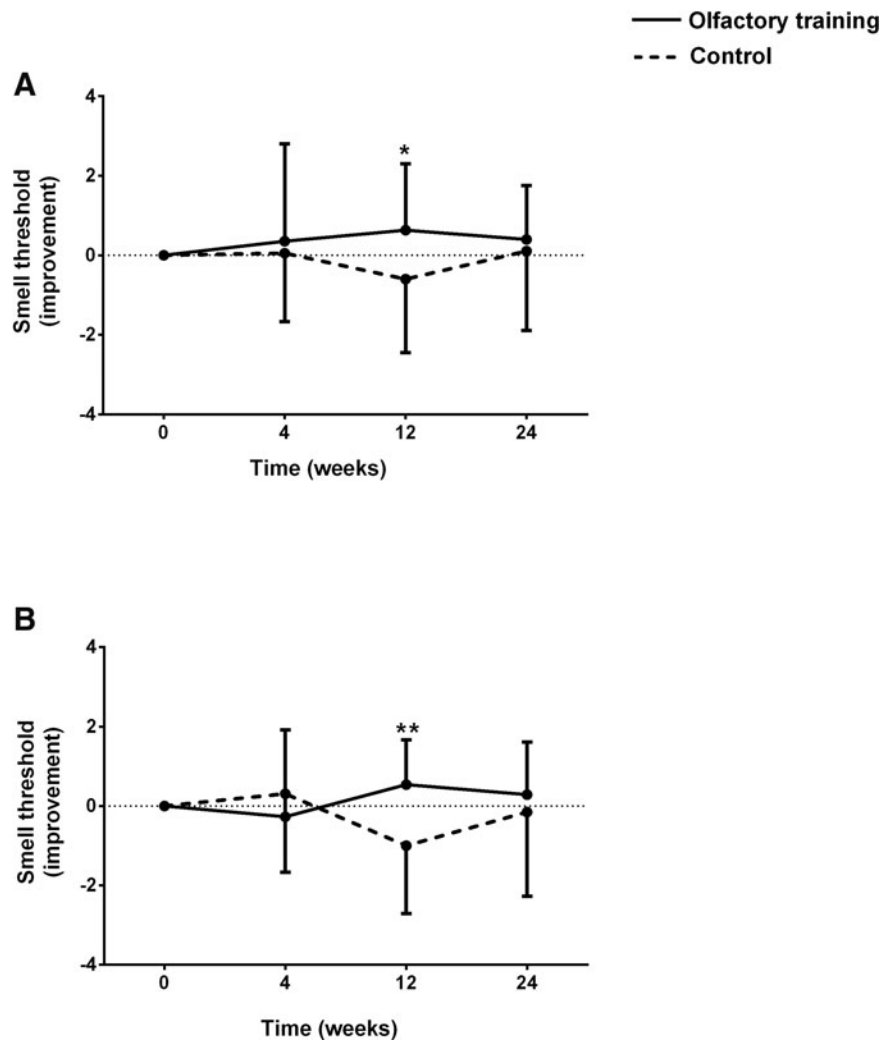 Olfactory training
Control
A
4
2
0
-2
-4
Smell threshold
(improvement)
*
0 4 12 24
Time (weeks)
B
4
2
0
-2
-4
Smell threshold
(improvement)
**
0 4 12 24
Time (weeks)